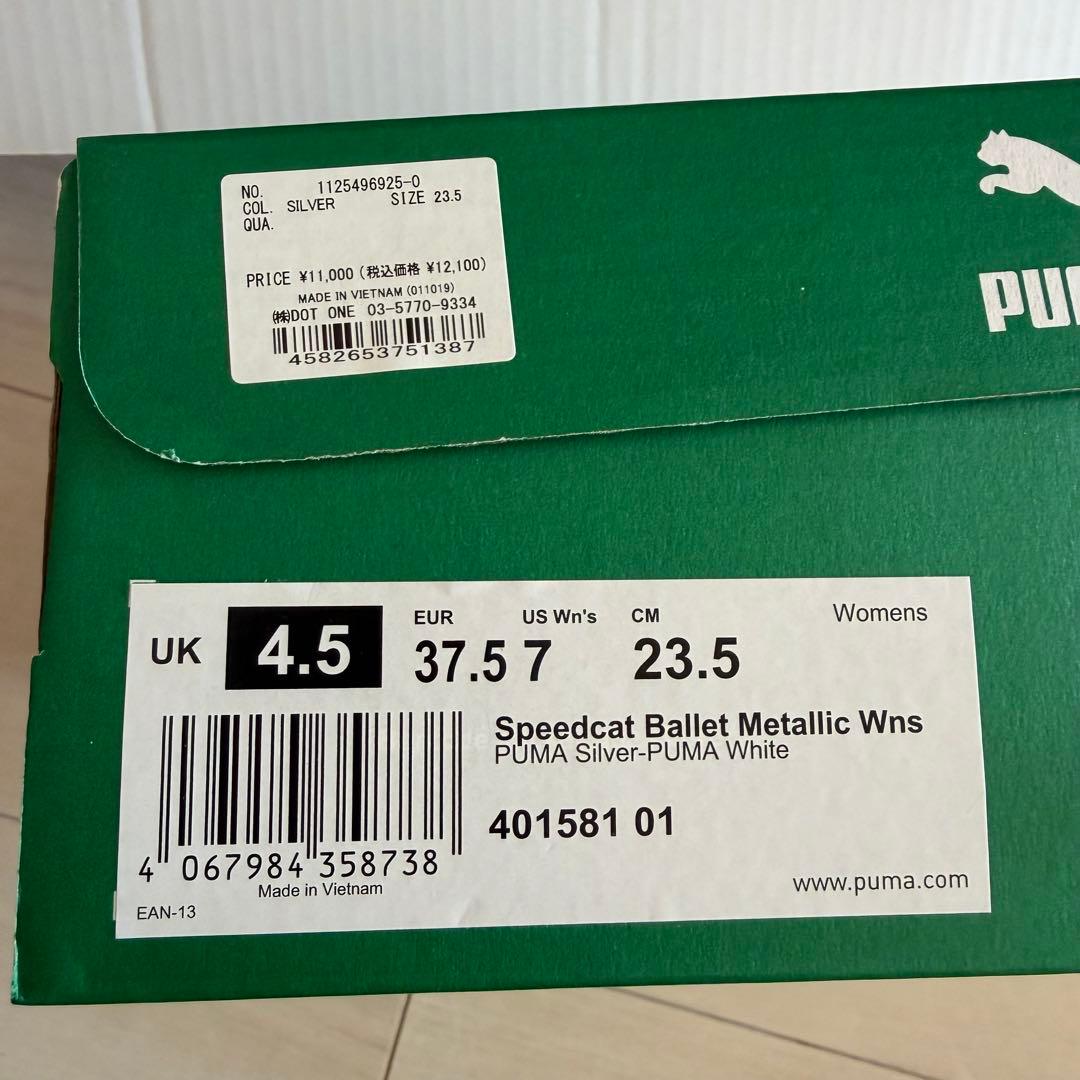 NO. 1125496925-0
COL. SILVER SIZE 23.5
QUA.
PRICE ¥11,000 (税込価格 ¥12,100)
MADE IN VIETNAM (011019)
㈱DOT ONE 03-5770-9334
4582653751387
PU
UK 4.5
EUR US Wn's CM Womens
37.5 7 23.5
Speedcat Ballet Metallic Wns
PUMA Silver-PUMA White
401581 01
4 067984 358738
Made in Vietnam
EAN-13
www.puma.com